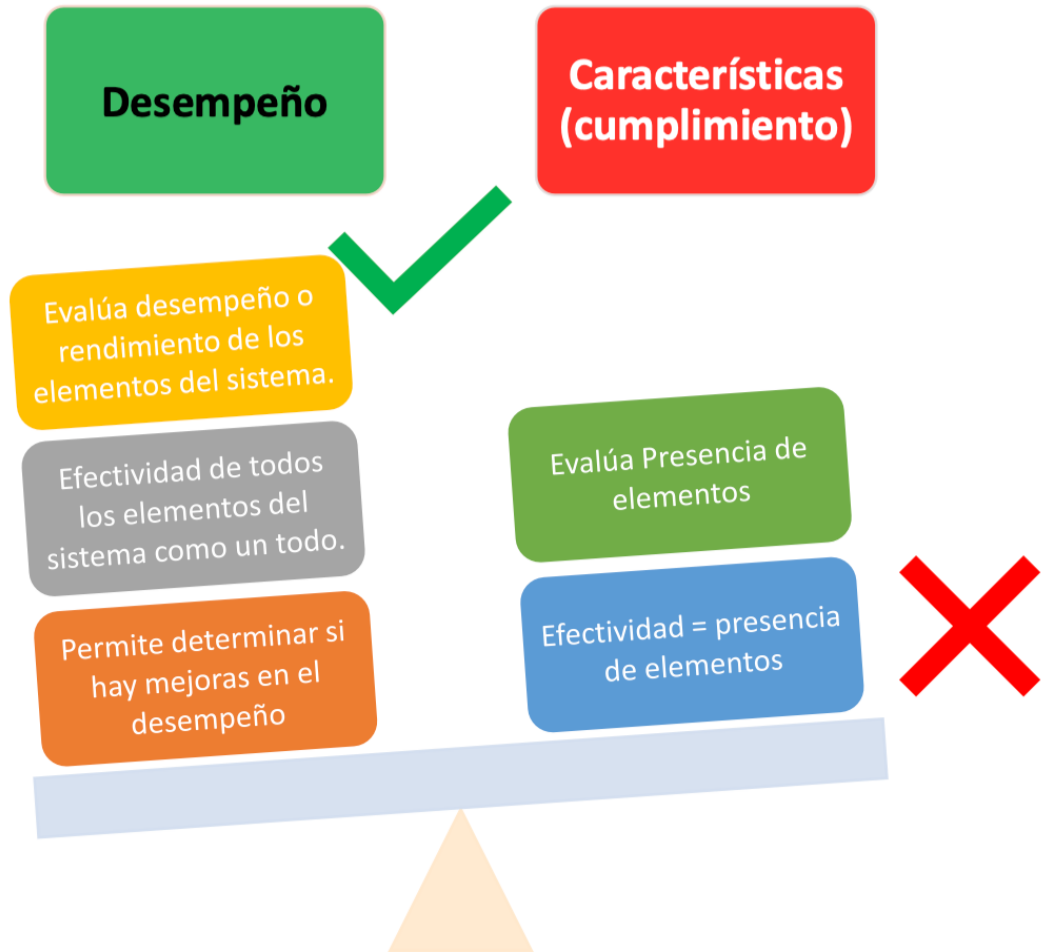 Desempeño
Características
(cumplimiento)
Evalúa desempeño o
rendimiento de los
elementos del sistema.
Efectividad de todos
los elementos del
sistema como un todo.
Permite determinar si
hay mejoras en el
desempeño
Evalúa Presencia de
elementos
Efectividad = presencia
de elementos